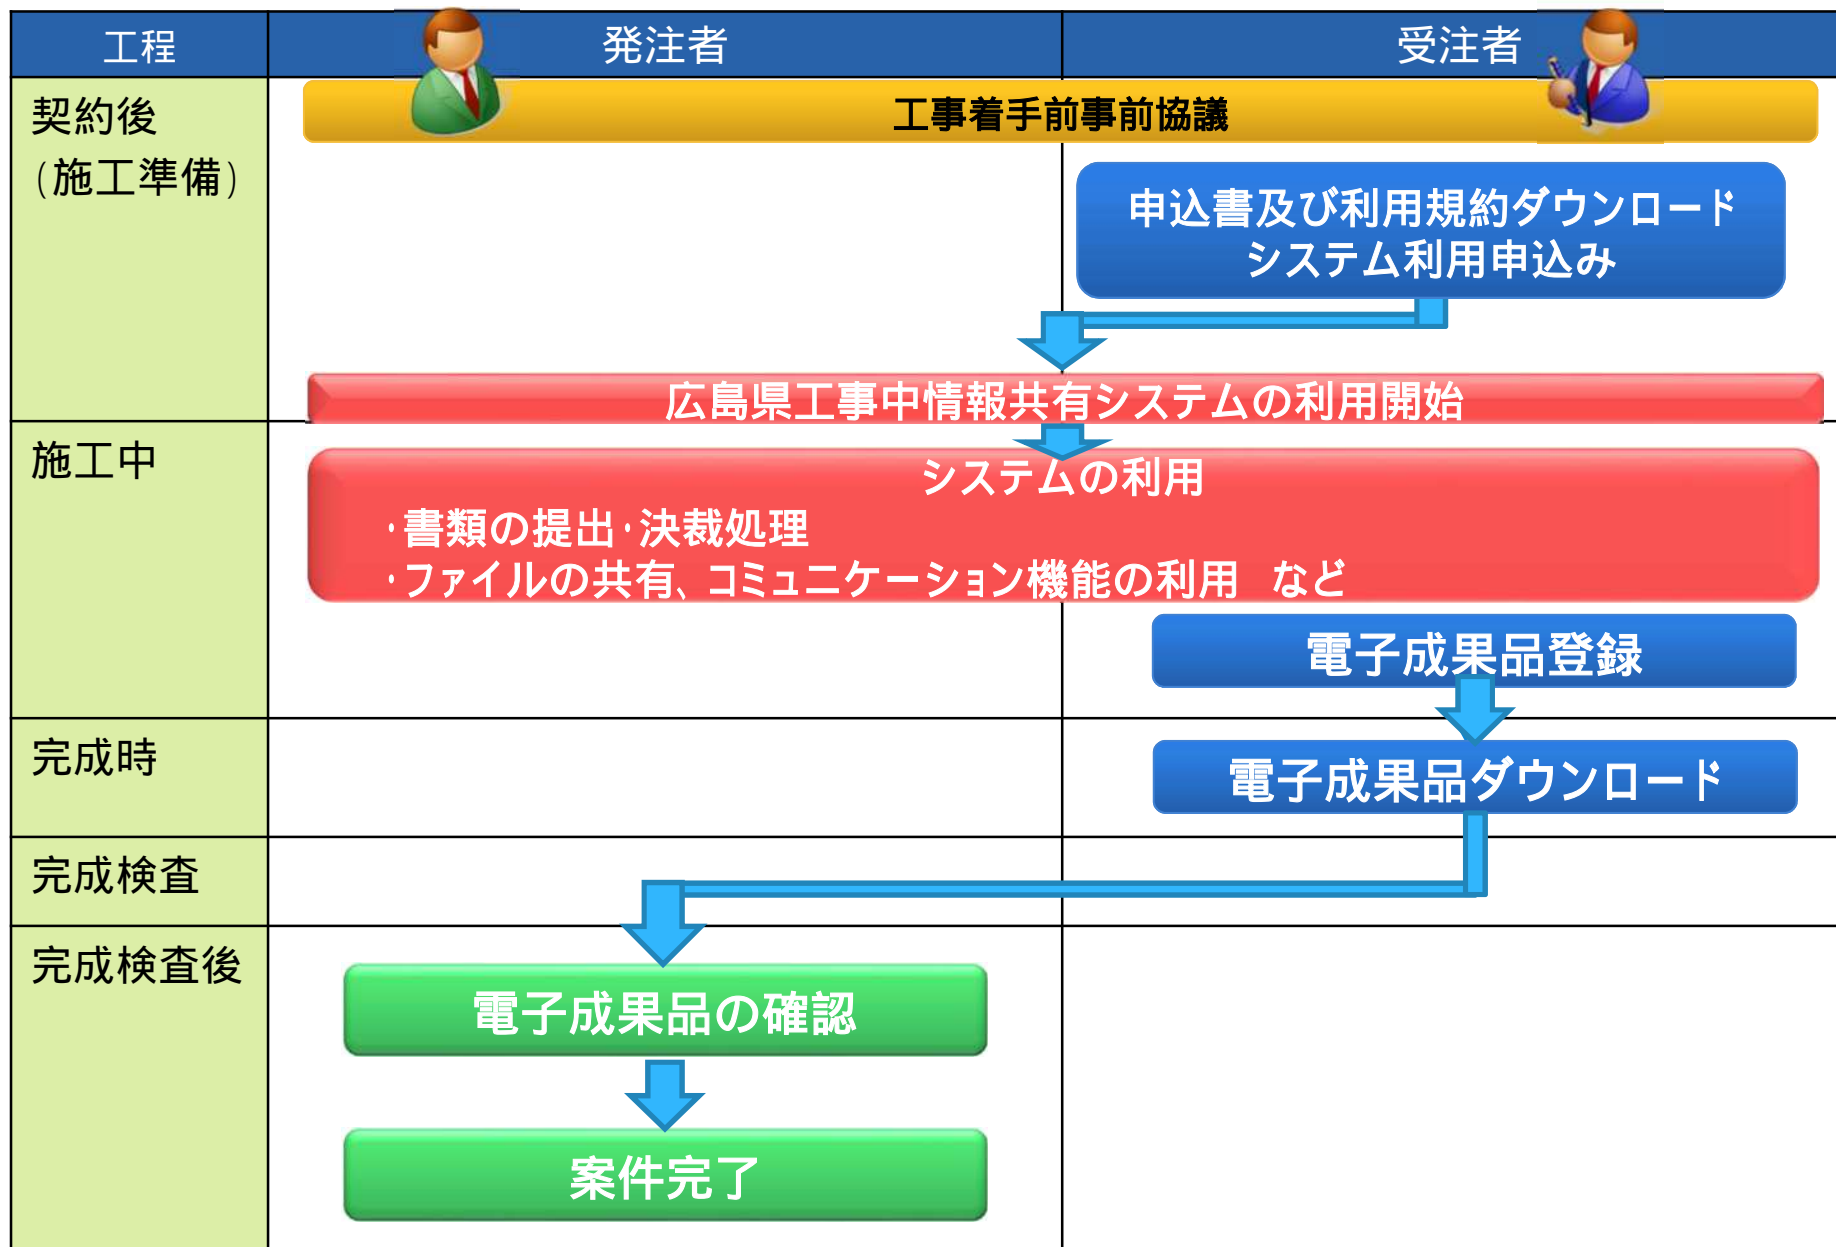 工程
発注者
受注者
契約後
(施工準備)
工事着手前事前協議
申込書及び利用規約ダウンロード
システム利用申込み
広島県工事中情報共有システムの利用開始
施工中
システムの利用
・書類の提出・決裁処理
・ファイルの共有、コミュニケーション機能の利用　など
電子成果品登録
完成時
電子成果品ダウンロード
完成検査
完成検査後
電子成果品の確認
案件完了